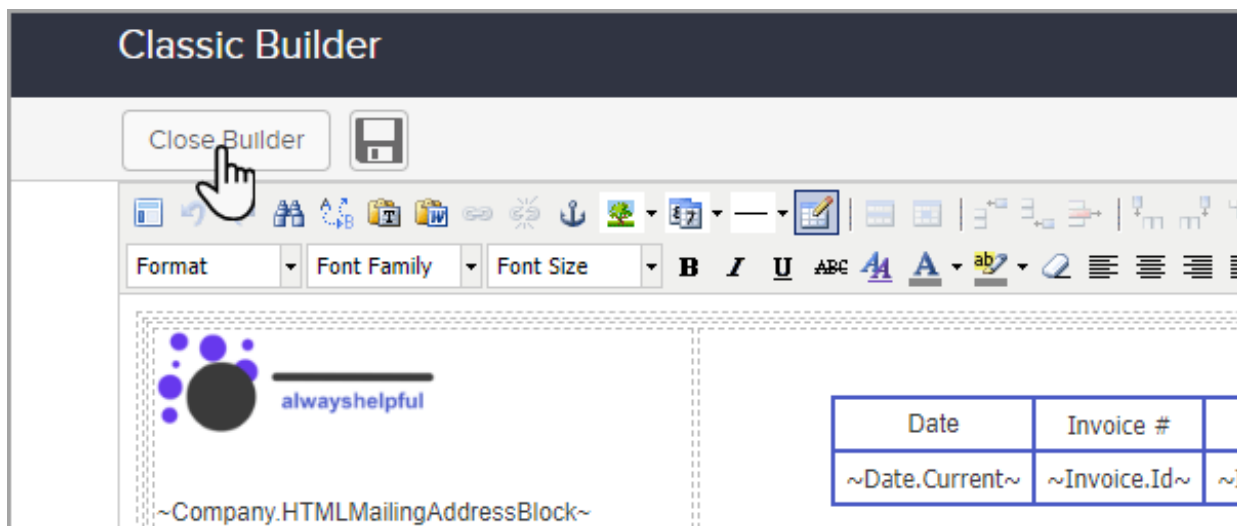 Classic Builder
Close Builder
Format Font Family Font Size B I U ABC A A ab
alwayshelpful
Date Invoice #
~Date.Current~ ~Invoice.Id~
~Company.HTMLMailingAddressBlock~